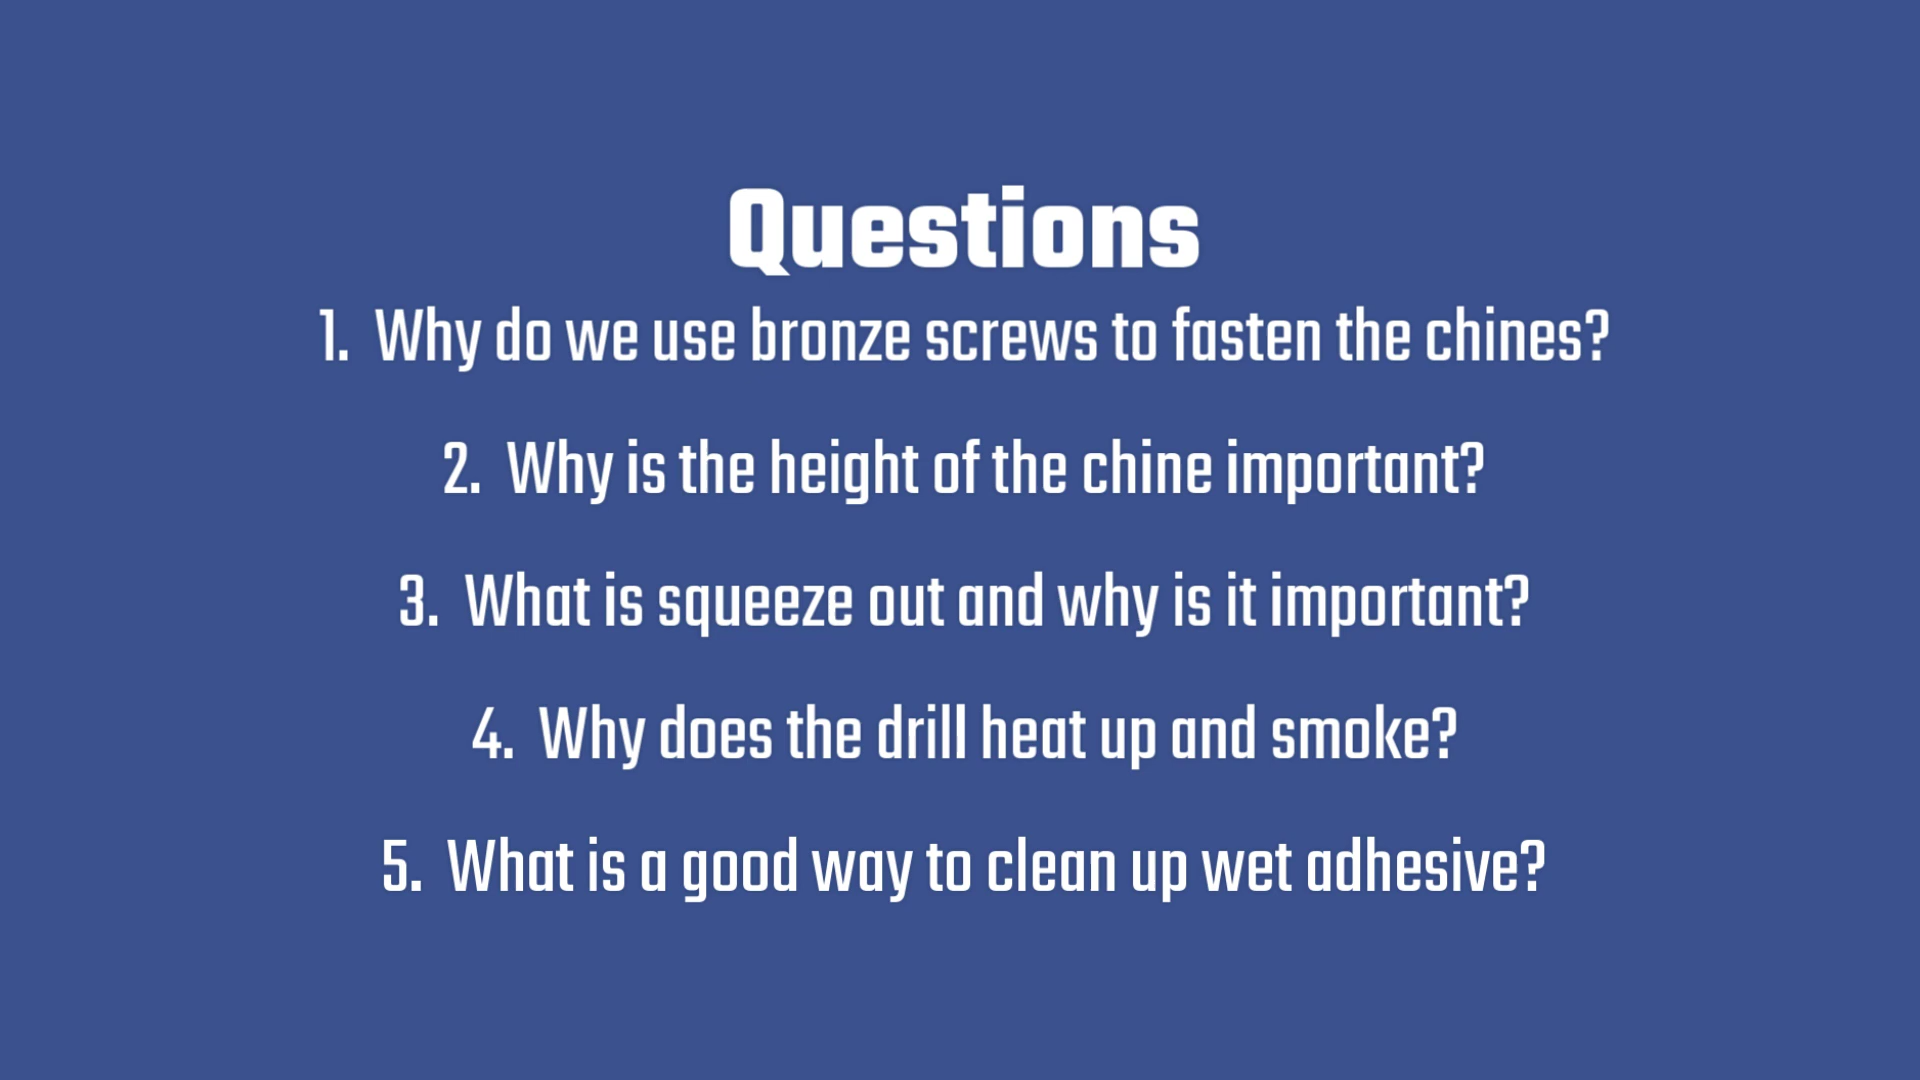 Questions
1. Why do we use bronze screws to fasten the chines?
2. Why is the height of the chine important?
3. What is squeeze out and why is it important?
4. Why does the drill heat up and smoke?
5. What is a good way to clean up wet adhesive?